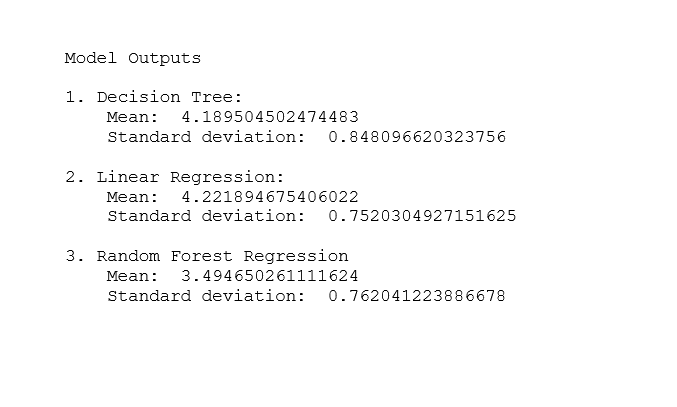 Model Outputs
1. Decision Tree:
Mean: 4.189504502474483
Standard deviation: 0.848096620323756
2. Linear Regression:
Mean: 4.221894675406022
Standard deviation: 0.7520304927151625
3. Random Forest Regression
Mean: 3.494650261111624
Standard deviation: 0.762041223886678